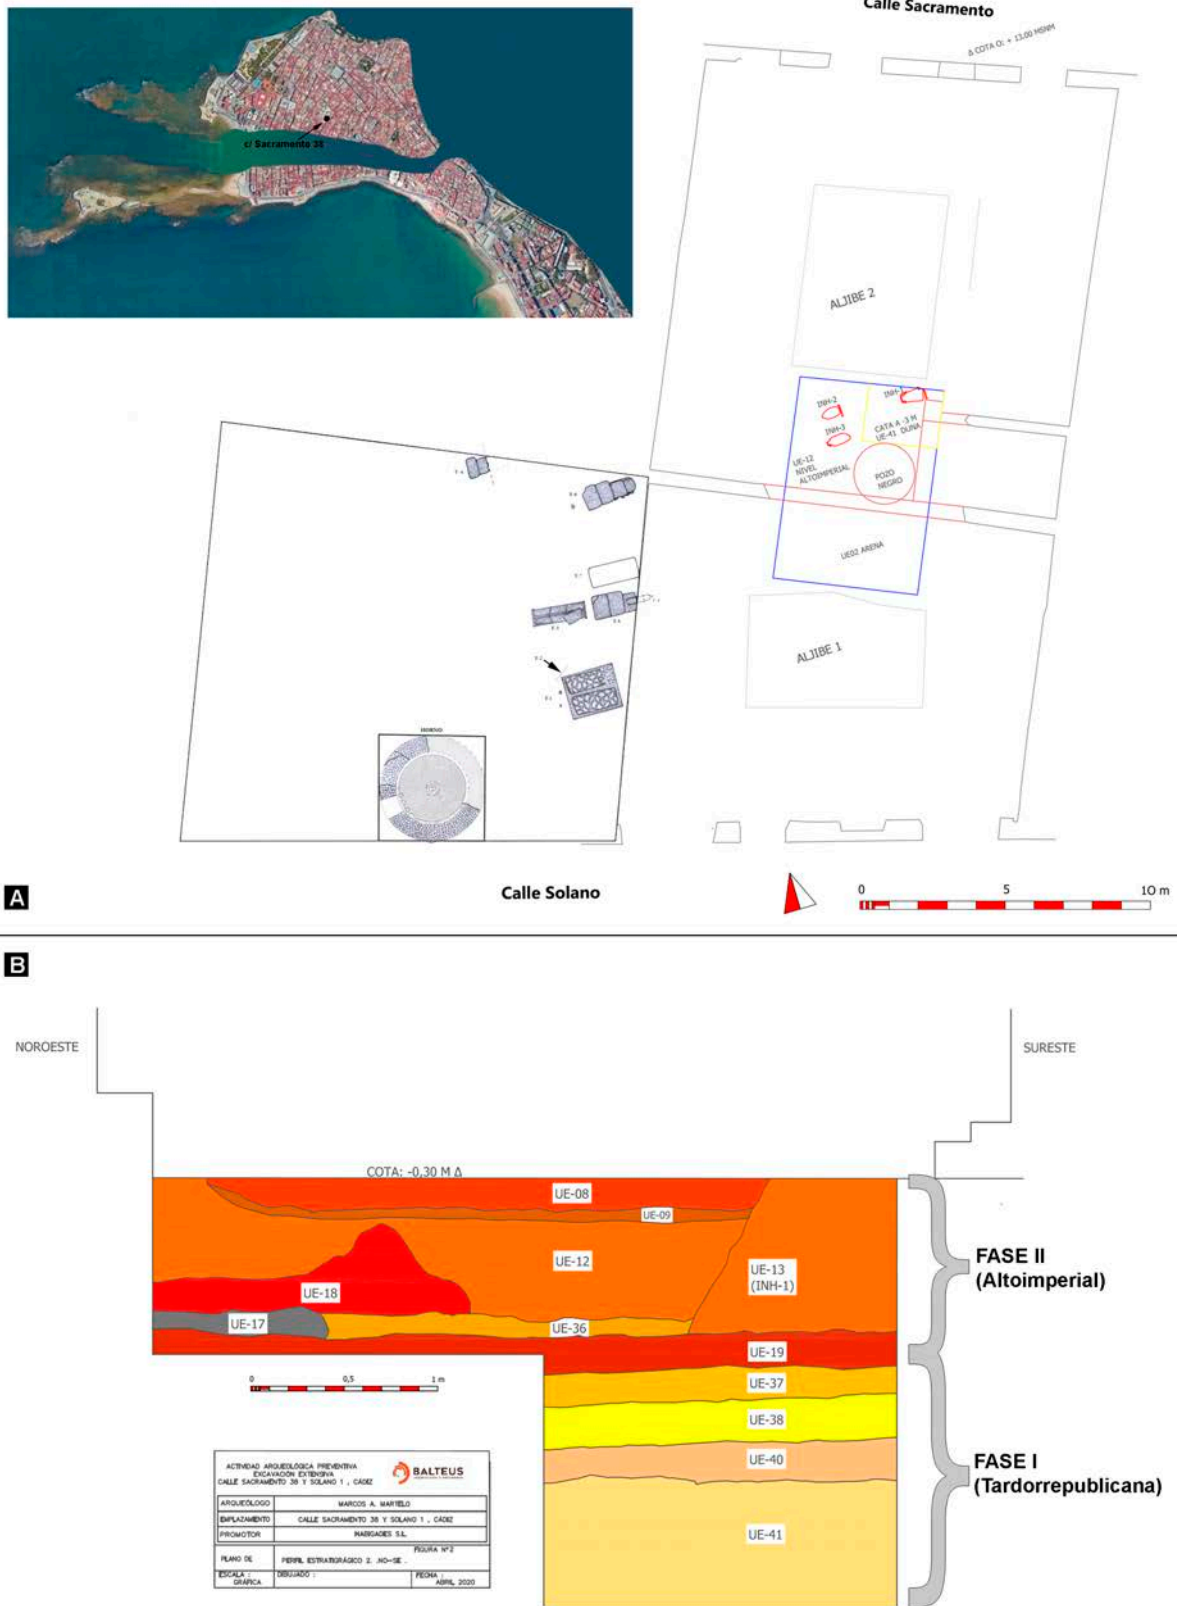 Calle Sacramento
Δ COTA O: + 13,00 MSNM
c/ Sacramento 38
ALJIBE 2
INH-2
INH-3
CATA A -3 M
UE-41 DUNA
UE-12
NIVEL
ALTOIMPERIAL
POZO
NEGRO
UE02 ARENA
ALJIBE 1
HORNO
A
Calle Solano
0 5 10 m
B
NOROESTE
SURESTE
COTA: -0,30 M Δ
UE-08
UE-09
UE-12
UE-13
(INH-1)
UE-18
UE-17
UE-36
UE-19
UE-37
UE-38
UE-40
UE-41
FASE II
(Altoimperial)
FASE I
(Tardorrepublicana)
0 0,5 1 m
ACTIVIDAD ARQUEOLÓGICA PREVENTIVA
EXCAVACIÓN EXTENSIVA
CALLE SACRAMENTO 38 Y SOLANO 1 , CÁDIZ
BALTEUS
ARQUEÓLOGO MARCOS A. MARTELO
EMPLAZAMIENTO CALLE SACRAMENTO 38 Y SOLANO 1 , CÁDIZ
PROMOTOR
FIGURA Nº2
PLANO DE PERFIL ESTRATIGRÁGICO 2. .NO-SE .
ESCALA : GRÁFICA
DIBUJADO :
FECHA : ABRIL 2020